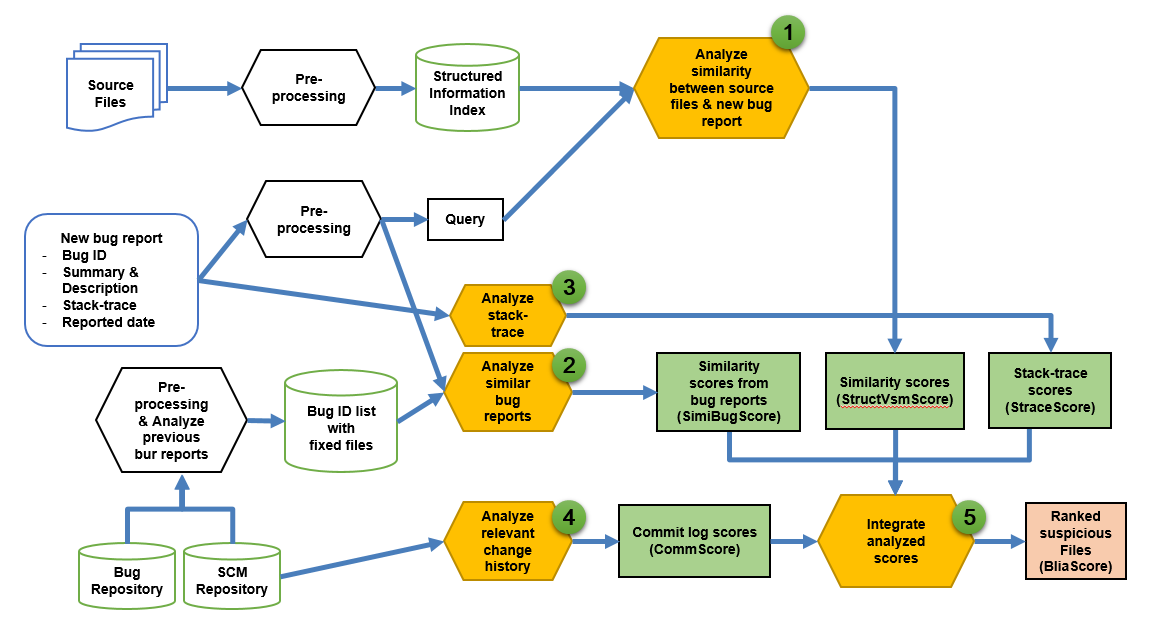 Source
Files
Pre-
processing
Structured
Information
Index
1
Analyze
similarity
between source
files & new bug
report
Pre-
processing
Query
New bug report
- Bug ID
- Summary &
Description
- Stack-trace
- Reported date
3
Analyze
stack-
trace
2
Analyze
similar
bug
reports
Similarity
scores from
bug reports
(SimiBugScore)
Similarity scores
(StructVsmScore)
Stack-trace
scores
(StraceScore)
Pre-
processing
& Analyze
previous
bur reports
Bug ID list
with
fixed files
Bug
Repository
SCM
Repository
4
Analyze
relevant
change
history
Commit log scores
(CommScore)
5
Integrate
analyzed
scores
Ranked
suspicious
Files
(BliaScore)